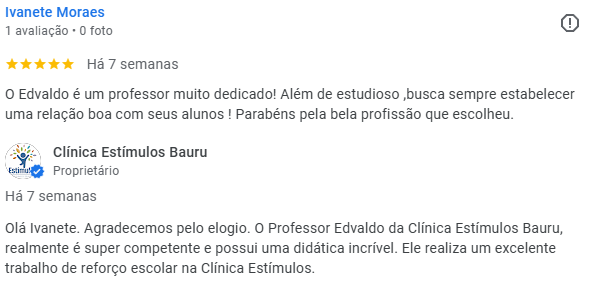 Ivanete Moraes
1 avaliação • 0 foto
Há 7 semanas
O Edvaldo é um professor muito dedicado! Além de estudioso ,busca sempre estabelecer
uma relação boa com seus alunos ! Parabéns pela bela profissão que escolheu.
Clínica Estímulos Bauru
Proprietário
Há 7 semanas
Olá Ivanete. Agradecemos pelo elogio. O Professor Edvaldo da Clínica Estímulos Bauru,
realmente é super competente e possui uma didática incrível. Ele realiza um excelente
trabalho de reforço escolar na Clínica Estímulos.